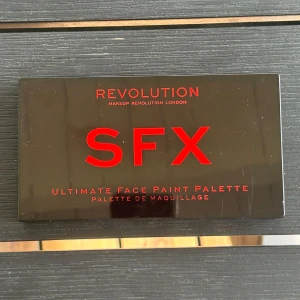 REVOLUTION
MAKEUP REVOLUTION LONDON
SFX
ULTIMATE FACE PAINT PALETTE
PALETTE DE MAQUILLAGE